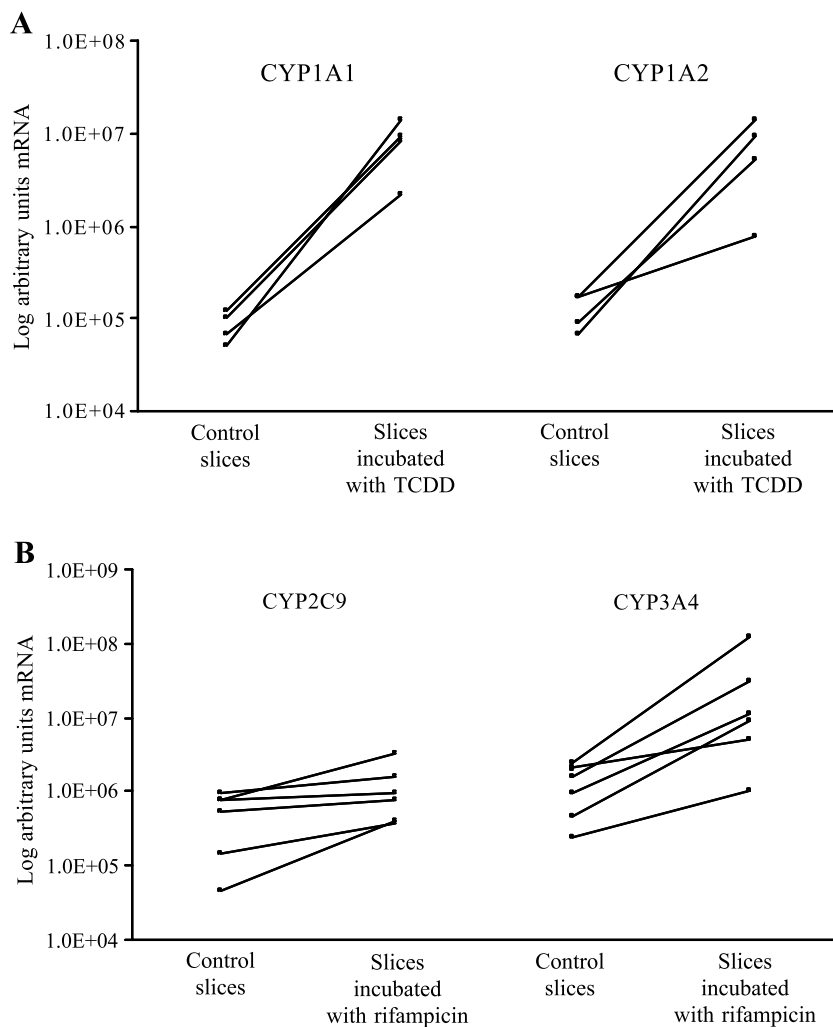 A
1.0E+08
CYP1A1
CYP1A2
1.0E+07
1.0E+06
1.0E+05
1.0E+04
Log arbitrary units mRNA
Control
slices
Slices
incubated
with TCDD
Control
slices
Slices
incubated
with TCDD
B
1.0E+09
CYP2C9
CYP3A4
1.0E+08
1.0E+07
1.0E+06
1.0E+05
1.0E+04
Log arbitrary units mRNA
Control
slices
Slices
incubated
with rifampicin
Control
slices
Slices
incubated
with rifampicin